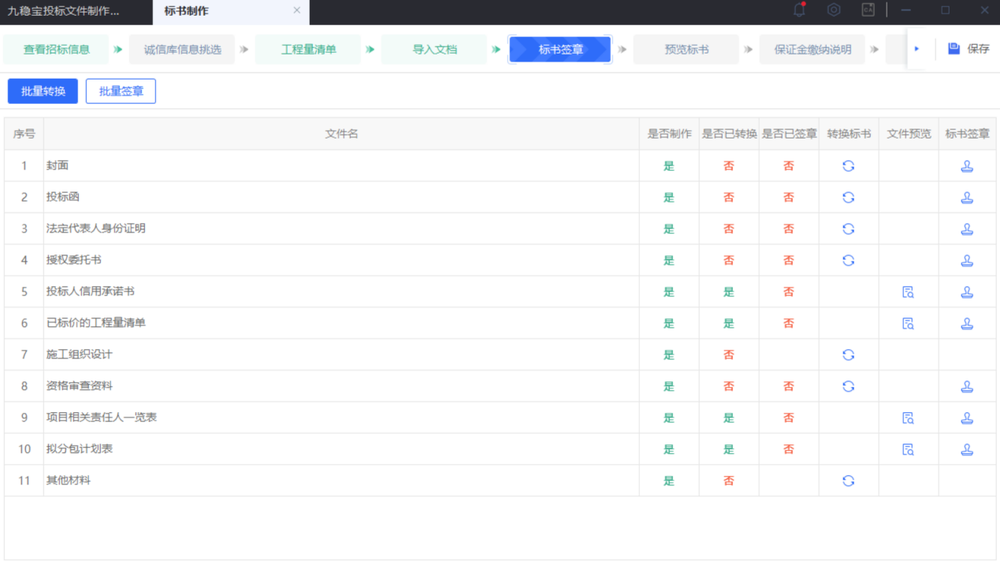 九稳宝投标文件制作... 标书制作
查看招标信息 诚信库信息挑选 工程量清单 导入文档 标书签章 预览标书 保证金缴纳说明 保存
批量转换 批量签章
序号 文件名 是否制作 是否已转换 是否已签章 转换标书 文件预览 标书签章
1 封面 是 否 否
2 投标函 是 否 否
3 法定代表人身份证明 是 否 否
4 授权委托书 是 否 否
5 投标人信用承诺书 是 是 否
6 已标价的工程量清单 是 是 否
7 施工组织设计 是 否
8 资格审查资料 是 否 否
9 项目相关责任人一览表 是 是 否
10 拟分包计划表 是 是 否
11 其他材料 是 否